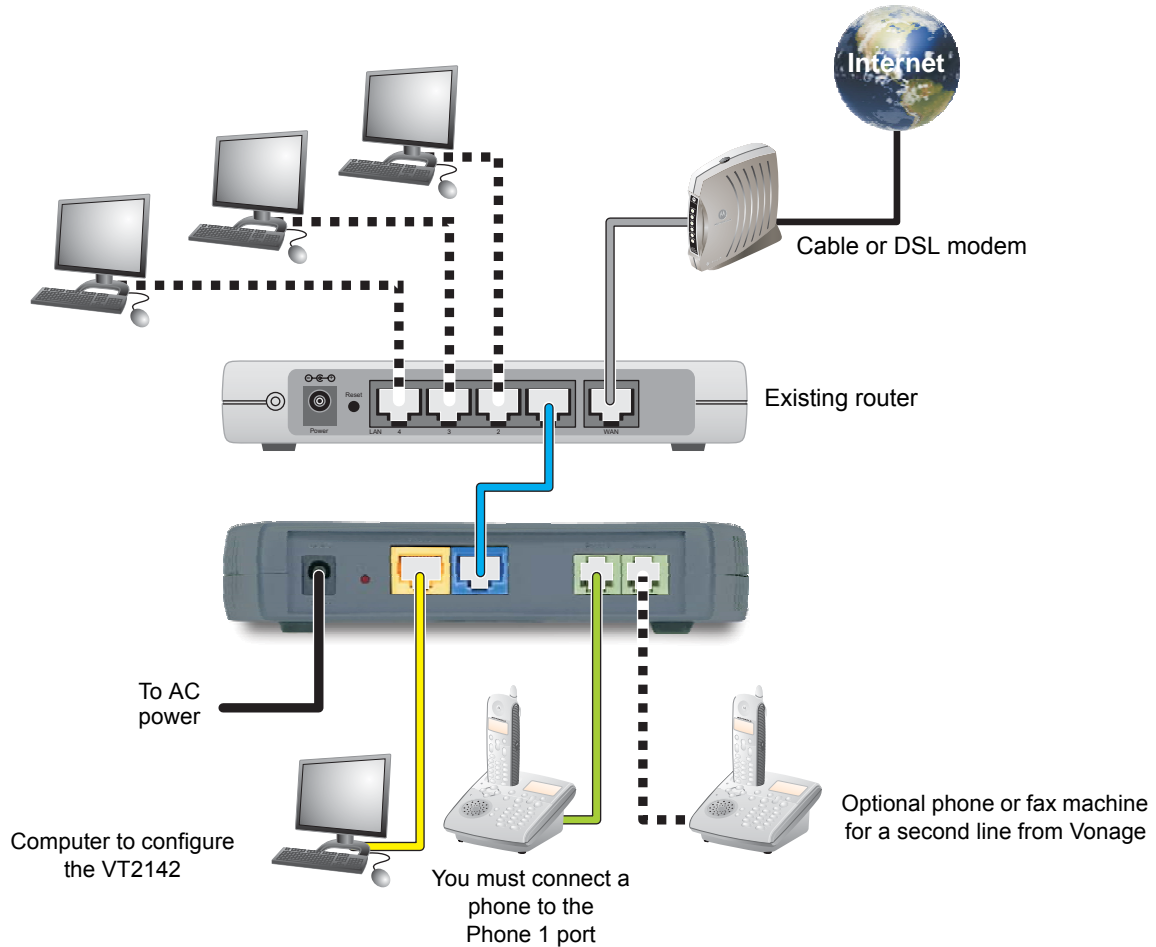 Internet
Cable or DSL modem
Existing router
Reset
Power
LAN 4 3 2
WAN
To AC
power
Computer to configure
the VT2142
You must connect a
phone to the
Phone 1 port
Optional phone or fax machine
for a second line from Vonage